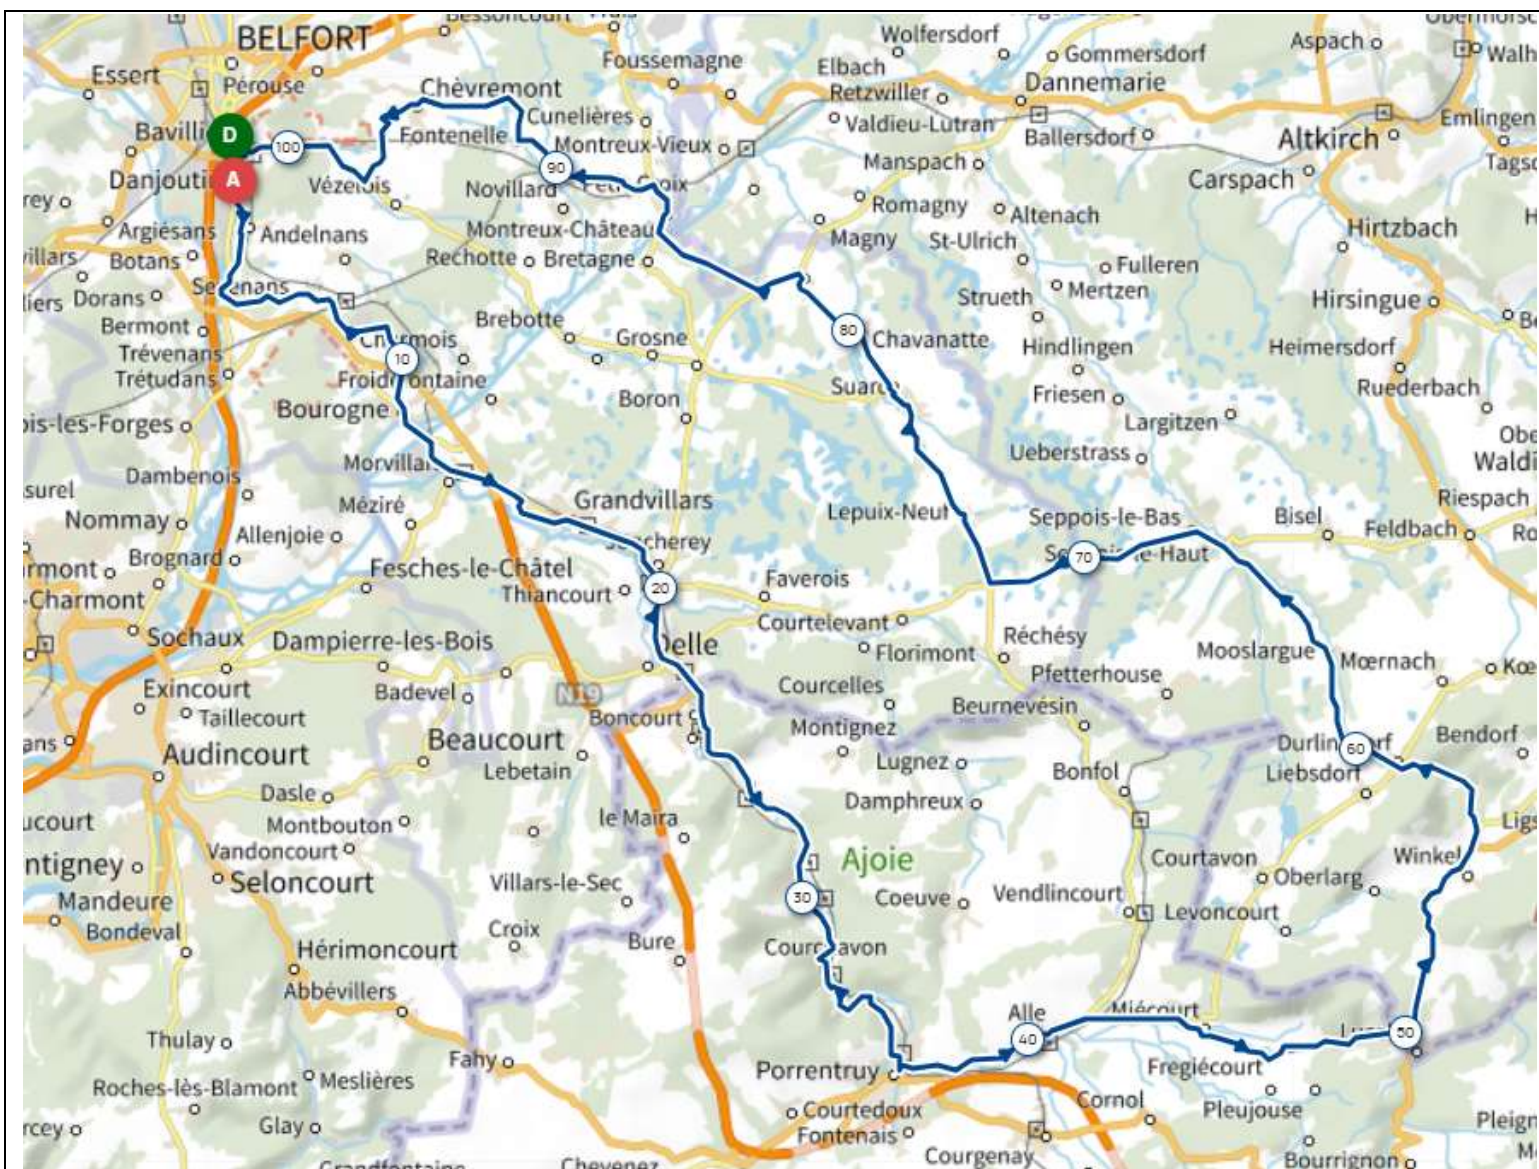 Bessoncourt
BELFORT
Foussemagne
Wolfersdorf
Gommersdorf
Aspach
Essert
Pérouse
Chèvremont
Elbach
Retzwiller
Dannemarie
Cunelières
Valdieu-Lutran
Ballersdorf
Altkirch
Emlingen
D
100
Fontenelle
Montreux-Vieux
Manspach
Carspach
A
Vézelois
90
Novillard
Romagny
Altenach
Hirtzbach
Argiésans
Andelnans
Montreux-Château
Magny
St-Ulrich
Botans
Rechotte
Bretagne
Fulleren
Dorans
Mertzen
Strueth
Hirsingue
Bermont
Brebotte
Grosne
80
Chavanatte
Hindlingen
Heimersdorf
Trévenans
10
Trétudans
Boron
Friesen
Ruederbach
Bourogne
Largitzen
Ueberstrass
Dambenois
Méziré
Grandvillars
Lepuix-Neuf
Seppois-le-Bas
Bisel
Riespach
Feldbach
Nommay
Allenjoie
Brognard
70
Fesches-le-Châtel
Thiancourt
20
Faverois
Sochaux
Dampierre-les-Bois
Courtelevant
Florimont
Réchésy
Mooslargue
Mœrnach
Pfetterhouse
Exincourt
Badevel
N19
Courcelles
Taillecourt
Boncourt
Montignez
Beurnevésin
Bendorf
Audincourt
Beaucourt
Lebetain
Lugnez
Bonfol
60
Liebsdorf
Dasle
Damphreux
Montbouton
le Maira
Vandoncourt
Ajoie
Courtavon
Winkel
Seloncourt
Villars-le-Sec
Oberlarg
30
Coeuve
Vendlincourt
Levoncourt
Mandeure
Bondeval
Croix
Bure
Hérimoncourt
Abbévillers
Alle
Miécourt
40
50
Thulay
Fahy
Porrentruy
Fregiécourt
Roches-lès-Blamont
Meslières
Cornol
Pleujouse
Courtedoux
Glay
Fontenais
Courgenay
Bourrignon
Grandfontaine
Chevenez